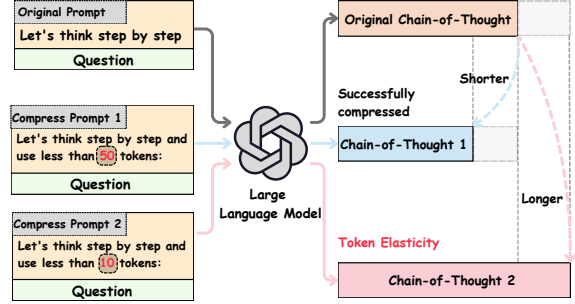 Original Prompt
Let's think step by step
Question
Compress Prompt 1
Let's think step by step and
use less than 50 tokens:
Question
Compress Prompt 2
Let's think step by step and
use less than 10 tokens:
Question
Large
Language Model
Original Chain-of-Thought
Shorter
Successfully
compressed
Chain-of-Thought 1
Longer
Token Elasticity
Chain-of-Thought 2